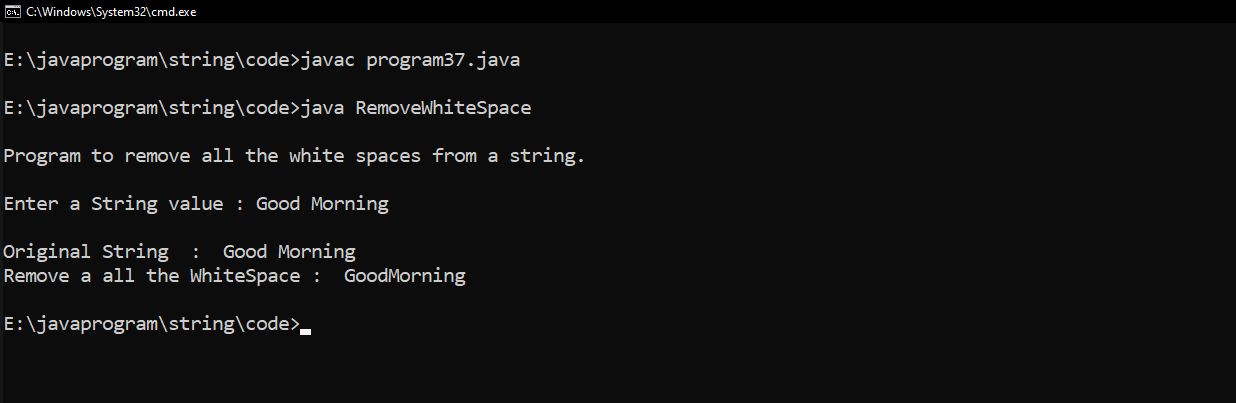 C:\Windows\System32\cmd.exe
E:\javaprogram\string\code>javac program37.java
E:\javaprogram\string\code>java RemoveWhiteSpace
Program to remove all the white spaces from a string.
Enter a String value : Good Morning
Original String  :  Good Morning
Remove a all the WhiteSpace :  GoodMorning
E:\javaprogram\string\code>